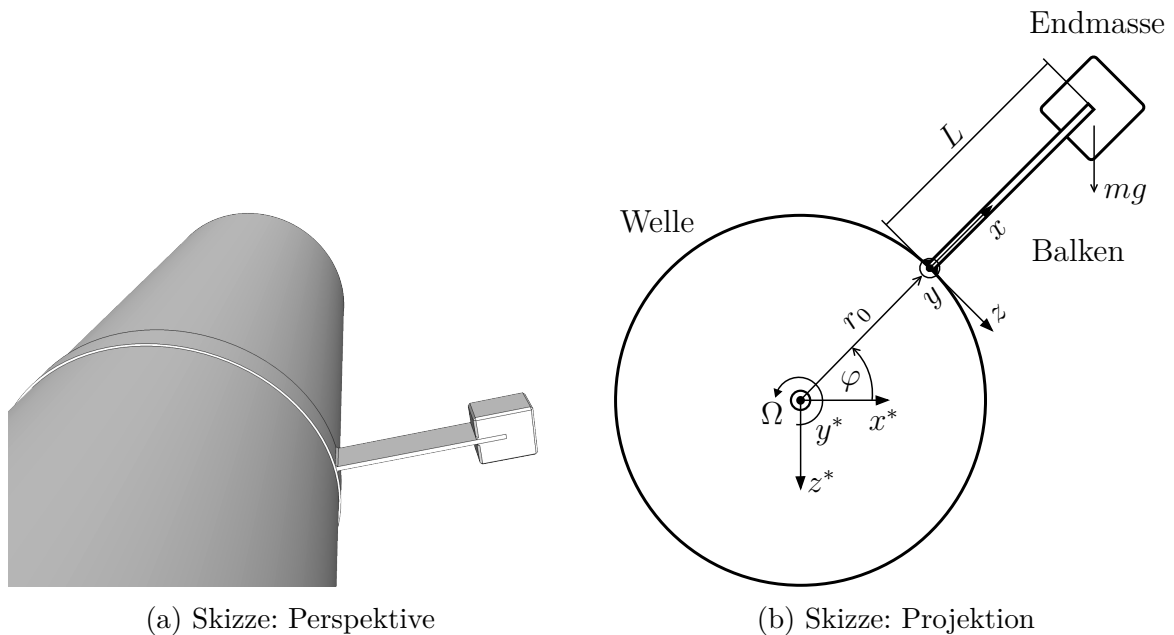 Endmasse
L
mg
Welle
x
Balken
y
z
r₀
φ
Ω
y*
x*
z*
(a) Skizze: Perspektive
(b) Skizze: Projektion